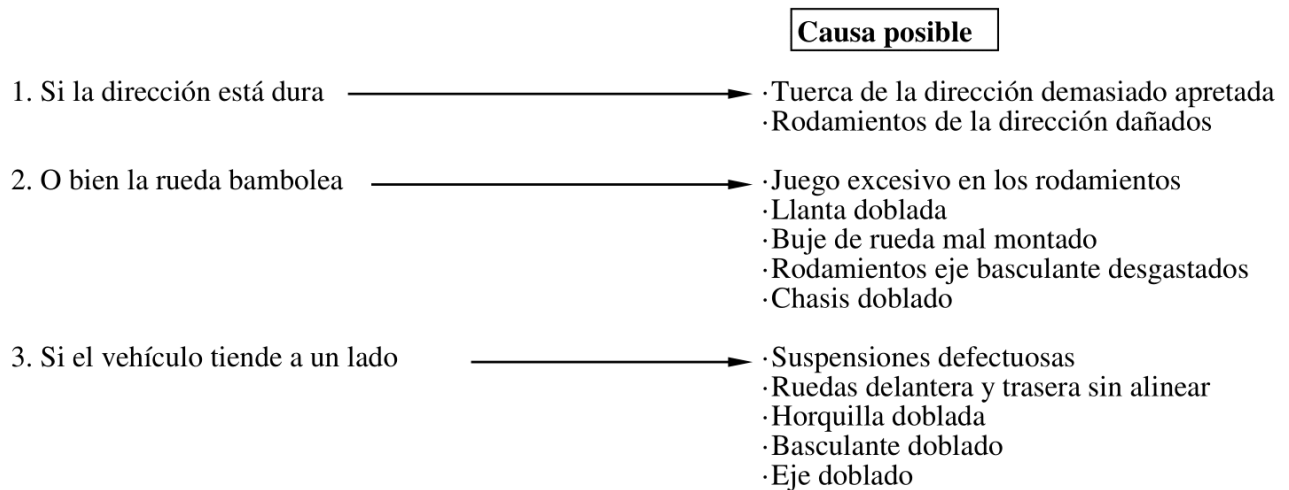 Causa posible
1. Si la dirección está dura ·Tuerca de la dirección demasiado apretada
·Rodamientos de la dirección dañados
2. O bien la rueda bambolea ·Juego excesivo en los rodamientos
·Llanta doblada
·Buje de rueda mal montado
·Rodamientos eje basculante desgastados
·Chasis doblado
3. Si el vehículo tiende a un lado ·Suspensiones defectuosas
·Ruedas delantera y trasera sin alinear
·Horquilla doblada
·Basculante doblado
·Eje doblado